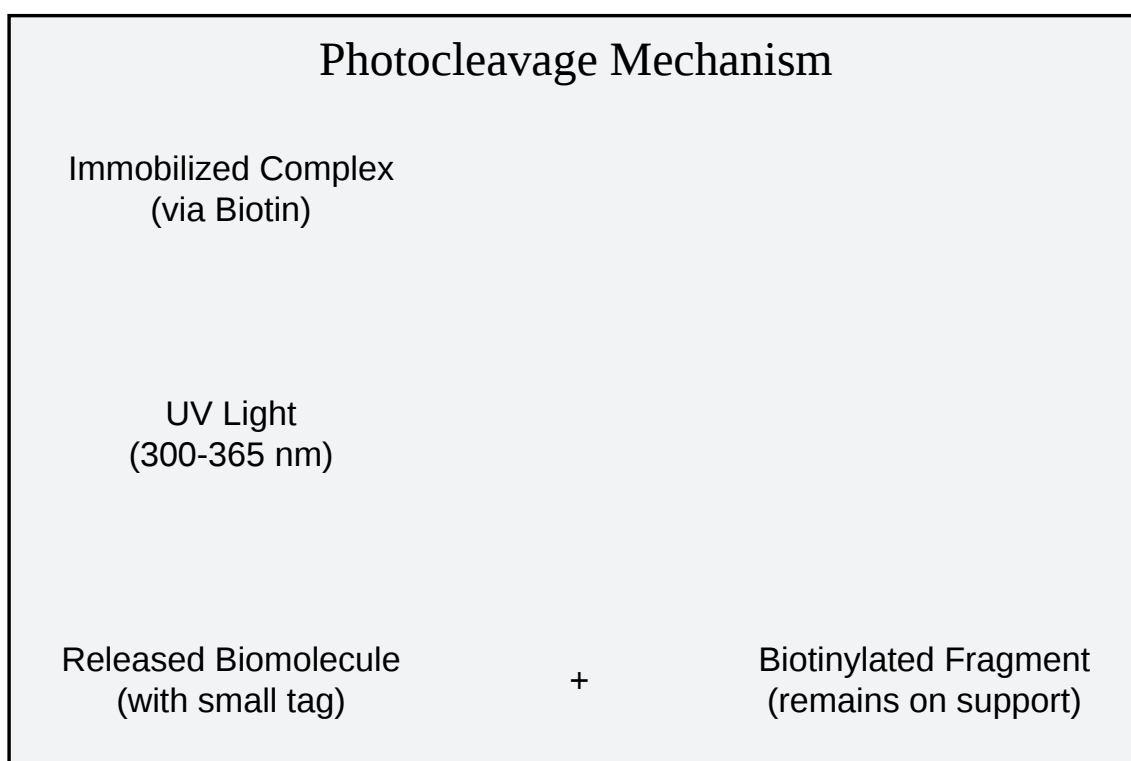 Photocleavage Mechanism
Immobilized Complex
(via Biotin)
UV Light
(300-365 nm)
Released Biomolecule
(with small tag)
+
Biotinylated Fragment
(remains on support)